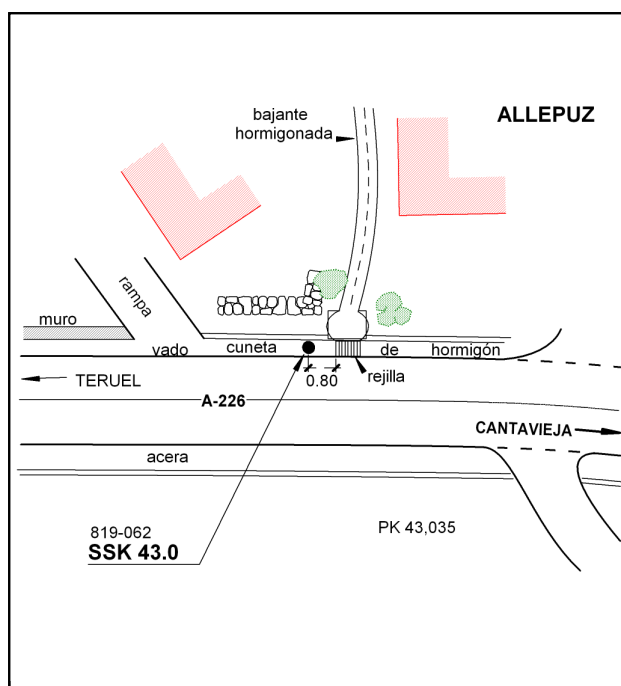 bajante
hormigonada
ALLEPUZ
rampa
muro
vado
cuneta
de
hormigón
0.80
rejilla
TERUEL
A-226
CANTAVIEJA
acera
819-062
SSK 43.0
PK 43,035